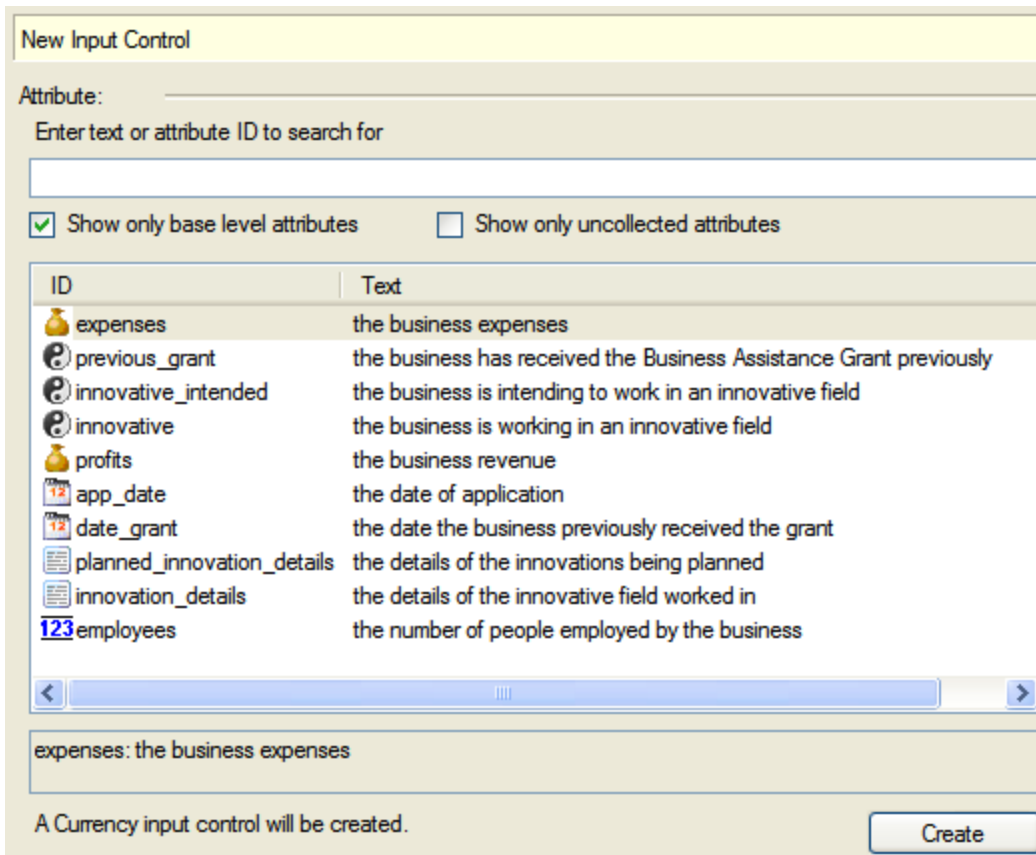 New Input Control
Attribute:
Enter text or attribute ID to search for
Show only base level attributes Show only uncollected attributes
ID Text
expenses the business expenses
previous_grant the business has received the Business Assistance Grant previously
innovative_intended the business is intending to work in an innovative field
innovative the business is working in an innovative field
profits the business revenue
12 app_date the date of application
12 date_grant the date the business previously received the grant
planned_innovation_details the details of the innovations being planned
innovation_details the details of the innovative field worked in
123 employees the number of people employed by the business
expenses: the business expenses
A Currency input control will be created. Create